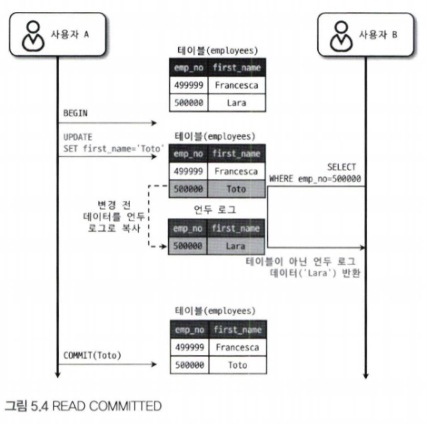 사용자 A
사용자 B
테이블(employees)
emp_no first_name
499999 Francesca
500000 Lara
BEGIN
UPDATE
SET first_name='Toto'
테이블(employees)
emp_no first_name
499999 Francesca
500000 Toto
SELECT
WHERE emp_no=500000
변경 전
데이터를 언두
로그로 복사
언두 로그
emp_no first_name
500000 Lara
테이블이 아닌 언두 로그
데이터('Lara') 반환
테이블(employees)
emp_no first_name
499999 Francesca
500000 Toto
COMMIT(Toto)
그림 5.4 READ COMMITTED